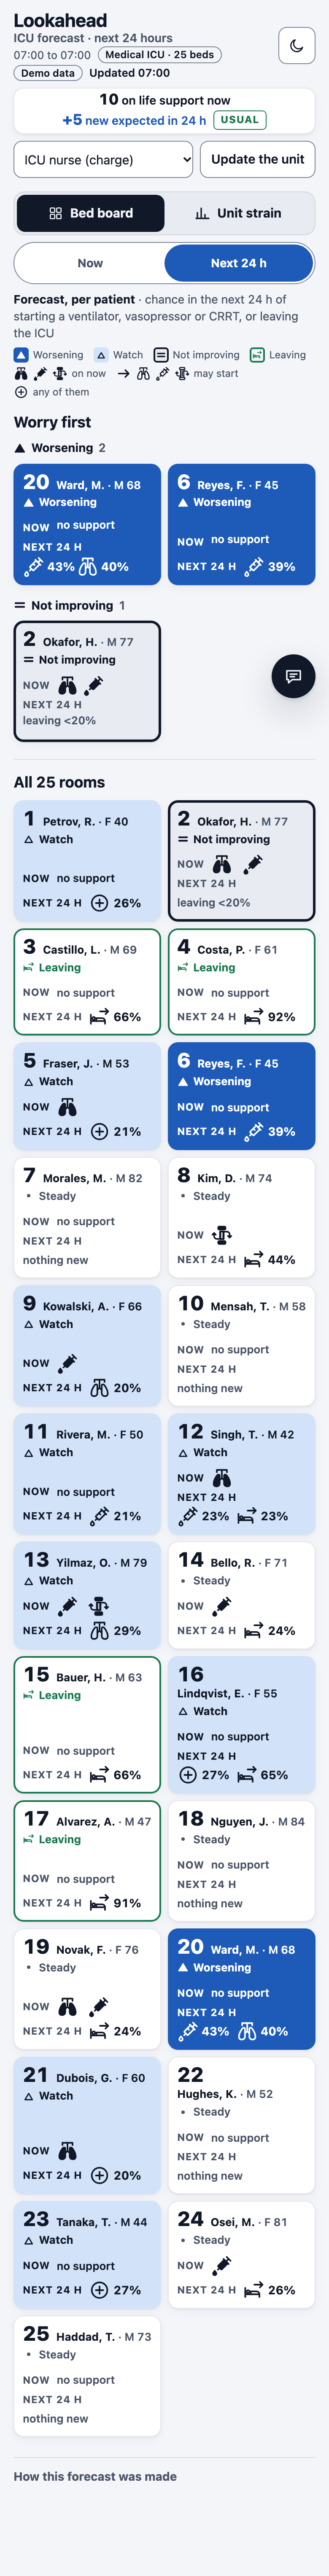 Lookahead
ICU forecast · next 24 hours
07:00 to 07:00 Medical ICU · 25 beds
Demo data Updated 07:00
10 on life support now
+5 new expected in 24 h USUAL
ICU nurse (charge) Update the unit
Bed board Unit strain
Now Next 24 h
Forecast, per patient · chance in the next 24 h of
starting a ventilator, vasopressor or CRRT, or leaving
the ICU
Worsening Watch Not improving Leaving
on now may start
any of them
Worry first
Worsening 2
20 Ward, M. · M 68
Worsening
NOW no support
NEXT 24 H
43% 40%
6 Reyes, F. · F 45
Worsening
NOW no support
NEXT 24 H 39%
Not improving 1
2 Okafor, H. · M 77
Not improving
NOW
NEXT 24 H
leaving <20%
All 25 rooms
1 Petrov, R. · F 40
Watch
NOW no support
NEXT 24 H 26%
2 Okafor, H. · M 77
Not improving
NOW
NEXT 24 H
leaving <20%
3 Castillo, L. · M 69
Leaving
NOW no support
NEXT 24 H 66%
4 Costa, P. · F 61
Leaving
NOW no support
NEXT 24 H 92%
5 Fraser, J. · M 53
Watch
NOW
NEXT 24 H 21%
6 Reyes, F. · F 45
Worsening
NOW no support
NEXT 24 H 39%
7 Morales, M. · M 82
• Steady
NOW no support
NEXT 24 H
nothing new
8 Kim, D. · M 74
• Steady
NOW
NEXT 24 H 44%
9 Kowalski, A. · F 66
Watch
NOW
NEXT 24 H 20%
10 Mensah, T. · M 58
• Steady
NOW no support
NEXT 24 H
nothing new
11 Rivera, M. · F 50
Watch
NOW no support
NEXT 24 H 21%
12 Singh, T. · M 42
Watch
NOW
NEXT 24 H
23% 23%
13 Yilmaz, O. · M 79
Watch
NOW
NEXT 24 H 29%
14 Bello, R. · F 71
• Steady
NOW
NEXT 24 H 24%
15 Bauer, H. · M 63
Leaving
NOW no support
NEXT 24 H 66%
16
Lindqvist, E. · F 55
Watch
NOW no support
NEXT 24 H
27% 65%
17 Alvarez, A. · M 47
Leaving
NOW no support
NEXT 24 H 91%
18 Nguyen, J. · M 84
• Steady
NOW no support
NEXT 24 H
nothing new
19 Novak, F. · F 76
• Steady
NOW
NEXT 24 H 24%
20 Ward, M. · M 68
Worsening
NOW no support
NEXT 24 H
43% 40%
21 Dubois, G. · F 60
Watch
NOW
NEXT 24 H 20%
22
Hughes, K. · M 52
• Steady
NOW no support
NEXT 24 H
nothing new
23 Tanaka, T. · M 44
Watch
NOW no support
NEXT 24 H 27%
24 Osei, M. · F 81
• Steady
NOW
NEXT 24 H 26%
25 Haddad, T. · M 73
• Steady
NOW no support
NEXT 24 H
nothing new
How this forecast was made